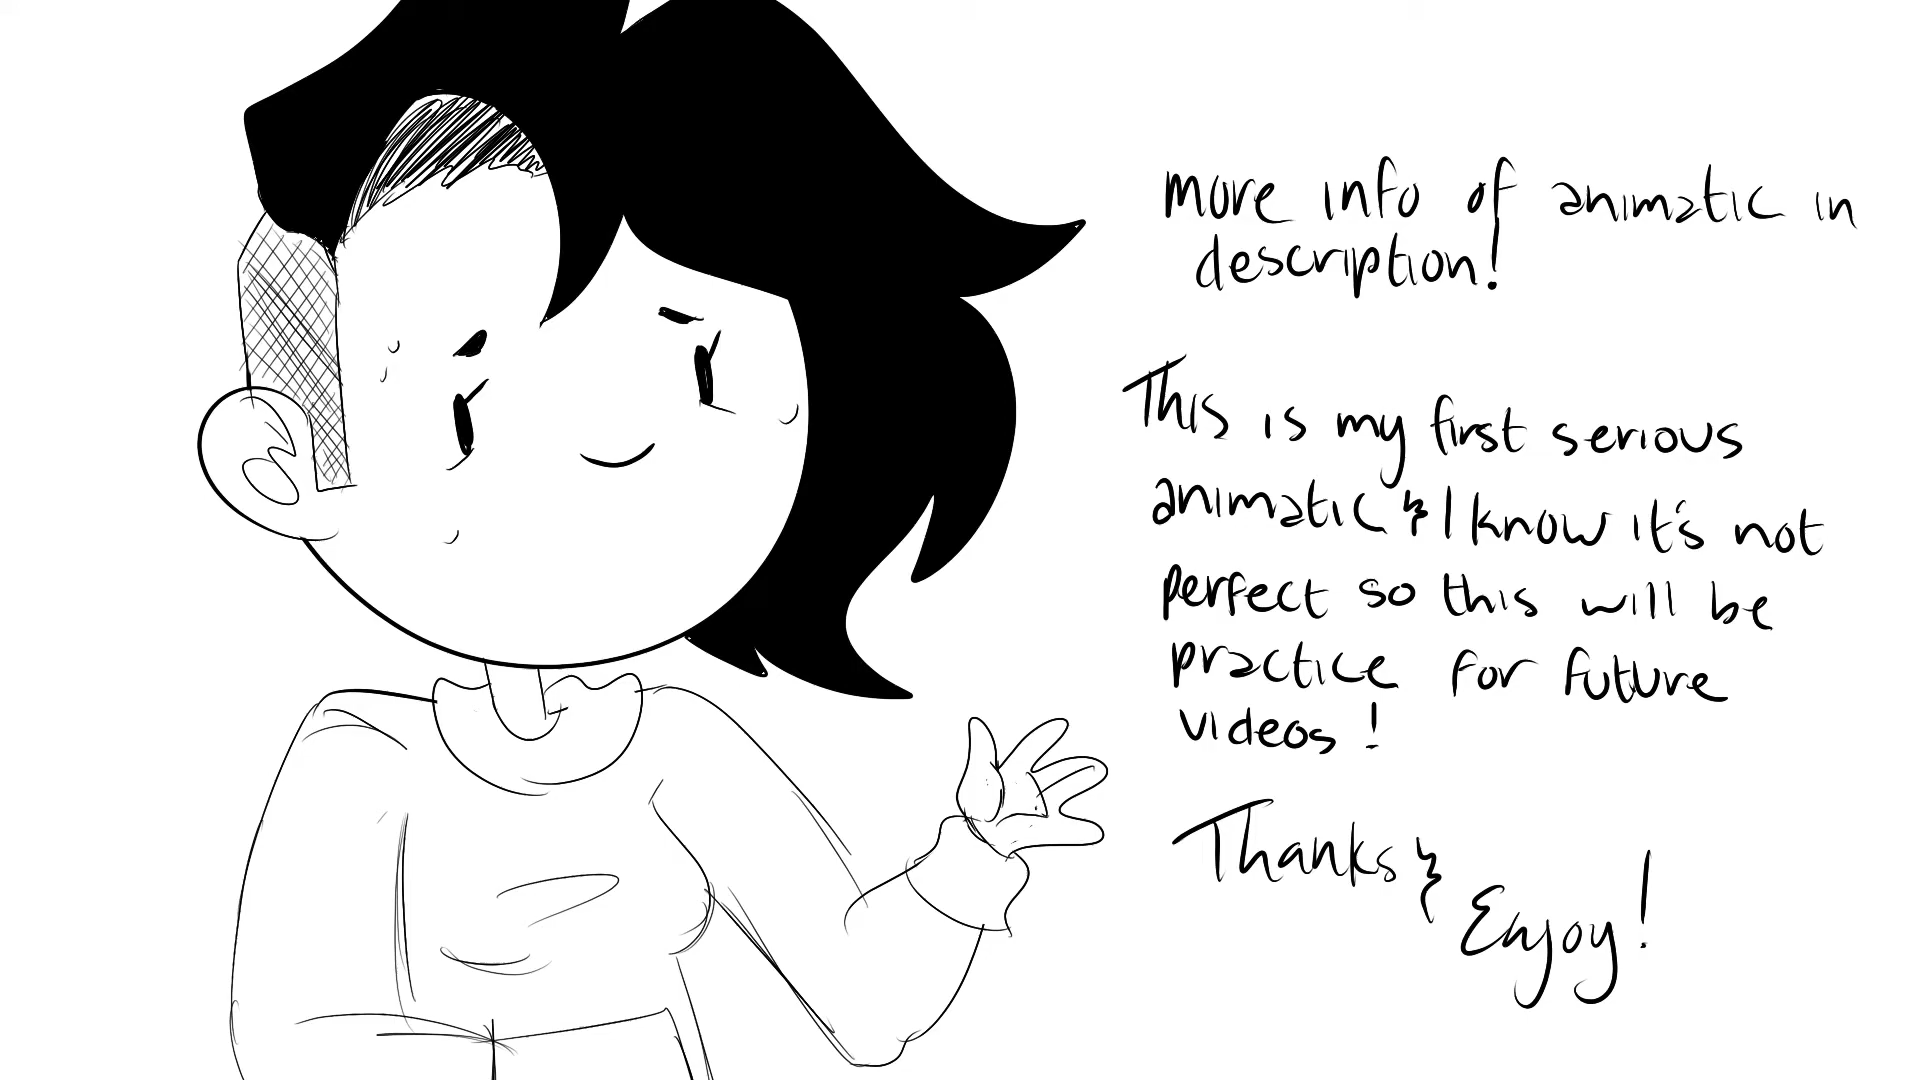 more info of animatic in
description!
This is my first serious
animatic & I know it's not
perfect so this will be
practice for future
videos!
Thanks &
Enjoy!